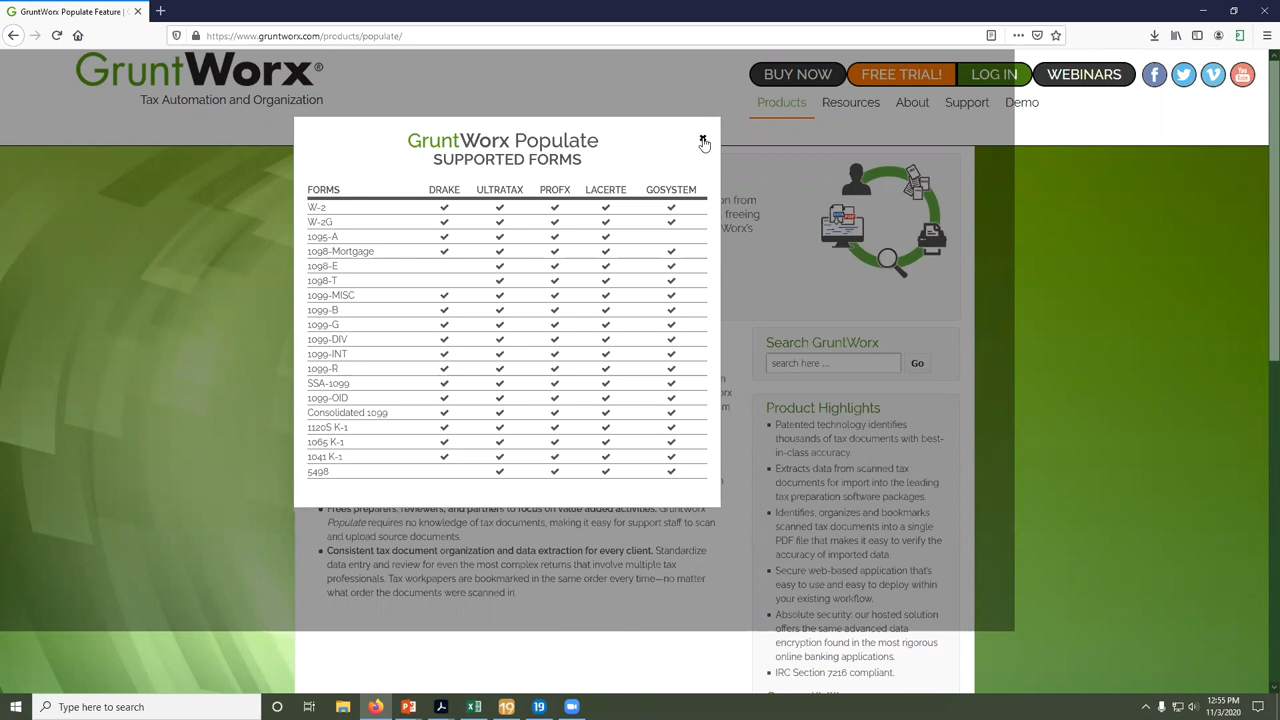 GruntWorx Populate Feature | G
https://www.gruntworx.com/products/populate/
GruntWorx®
Tax Automation and Organization
BUY NOW
FREE TRIAL!
LOG IN
WEBINARS
Products
Resources
About
Support
Demo
GruntWorx Populate
SUPPORTED FORMS
FORMS DRAKE ULTRATAX PROFX LACERTE GOSYSTEM
W-2 ✔ ✔ ✔ ✔ ✔
W-2G ✔ ✔ ✔ ✔ ✔
1095-A ✔ ✔ ✔ ✔
1098-Mortgage ✔ ✔ ✔ ✔ ✔
1098-E ✔ ✔ ✔ ✔
1098-T ✔ ✔ ✔ ✔
1099-MISC ✔ ✔ ✔ ✔ ✔
1099-B ✔ ✔ ✔ ✔ ✔
1099-G ✔ ✔ ✔ ✔ ✔
1099-DIV ✔ ✔ ✔ ✔ ✔
1099-INT ✔ ✔ ✔ ✔ ✔
1099-R ✔ ✔ ✔ ✔ ✔
SSA-1099 ✔ ✔ ✔ ✔ ✔
1099-OID ✔ ✔ ✔ ✔ ✔
Consolidated 1099 ✔ ✔ ✔ ✔ ✔
1120S K-1 ✔ ✔ ✔ ✔ ✔
1065 K-1 ✔ ✔ ✔ ✔ ✔
1041 K-1 ✔ ✔ ✔ ✔ ✔
5498 ✔ ✔ ✔ ✔
Frees preparers, reviewers, and partners to focus on value added activities. GruntWorx
Populate requires no knowledge of tax documents, making it easy for support staff to scan
and upload source documents.
Consistent tax document organization and data extraction for every client. Standardize
data entry and review for even the most complex returns that involve multiple tax
professionals. Tax workpapers are bookmarked in the same order every time—no matter
what order the documents were scanned in.
on from
freeing
Worx's
Search GruntWorx
search here ...
Go
Product Highlights
Patented technology identifies
thousands of tax documents with best-
in-class accuracy.
Extracts data from scanned tax
documents for import into the leading
tax preparation software packages.
Identifies, organizes and bookmarks
scanned tax documents into a single
PDF file that makes it easy to verify the
accuracy of imported data.
Secure web-based application that's
easy to use and easy to deploy within
your existing workflow.
Absolute security: our hosted solution
offers the same advanced data
encryption found in the most rigorous
online banking applications.
IRC Section 7216 compliant.
Type here to search
19
19
12:55 PM
11/3/2020